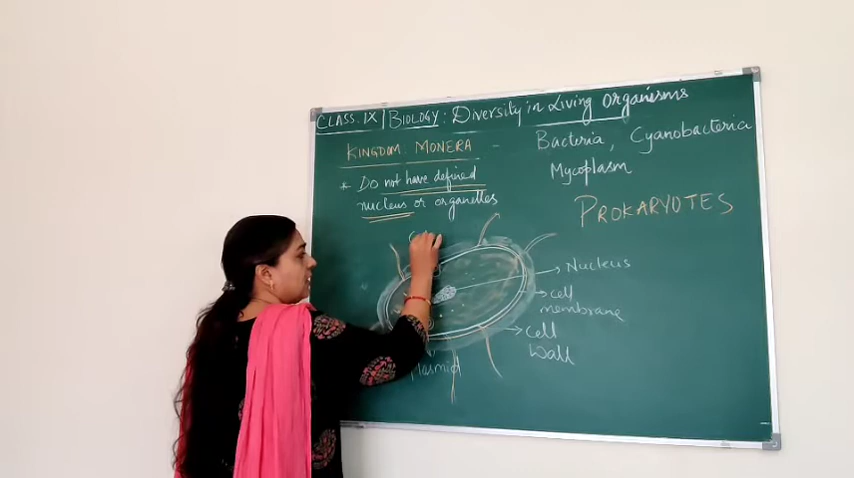 CLASS. IX | BIOLOGY: Diversity in Living Organisms
KINGDOM MONERA - Bacteria, Cyanobacteria
Mycoplasm
* Do not have defined
nucleus or organelles
PROKARYOTES
Nucleus
cell
membrane
cell
wall
Plasmid